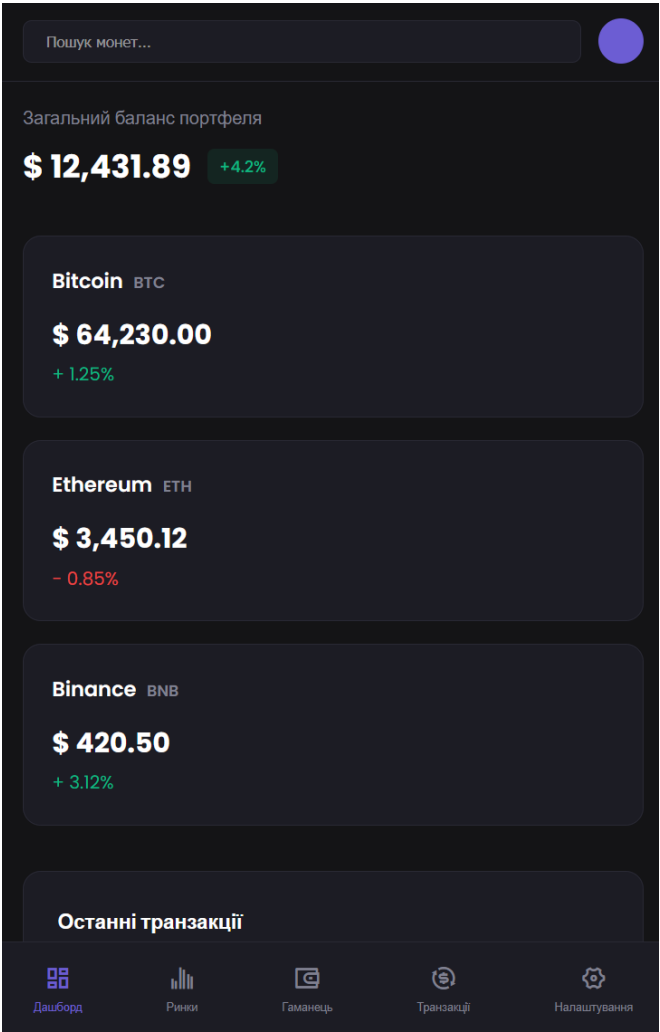 Пошук монет...
Загальний баланс портфеля
$ 12,431.89 +4.2%
Bitcoin BTC
$ 64,230.00
+ 1.25%
Ethereum ETH
$ 3,450.12
- 0.85%
Binance BNB
$ 420.50
+ 3.12%
Останні транзакції
Дашборд Ринки Гаманець Транзакції Налаштування